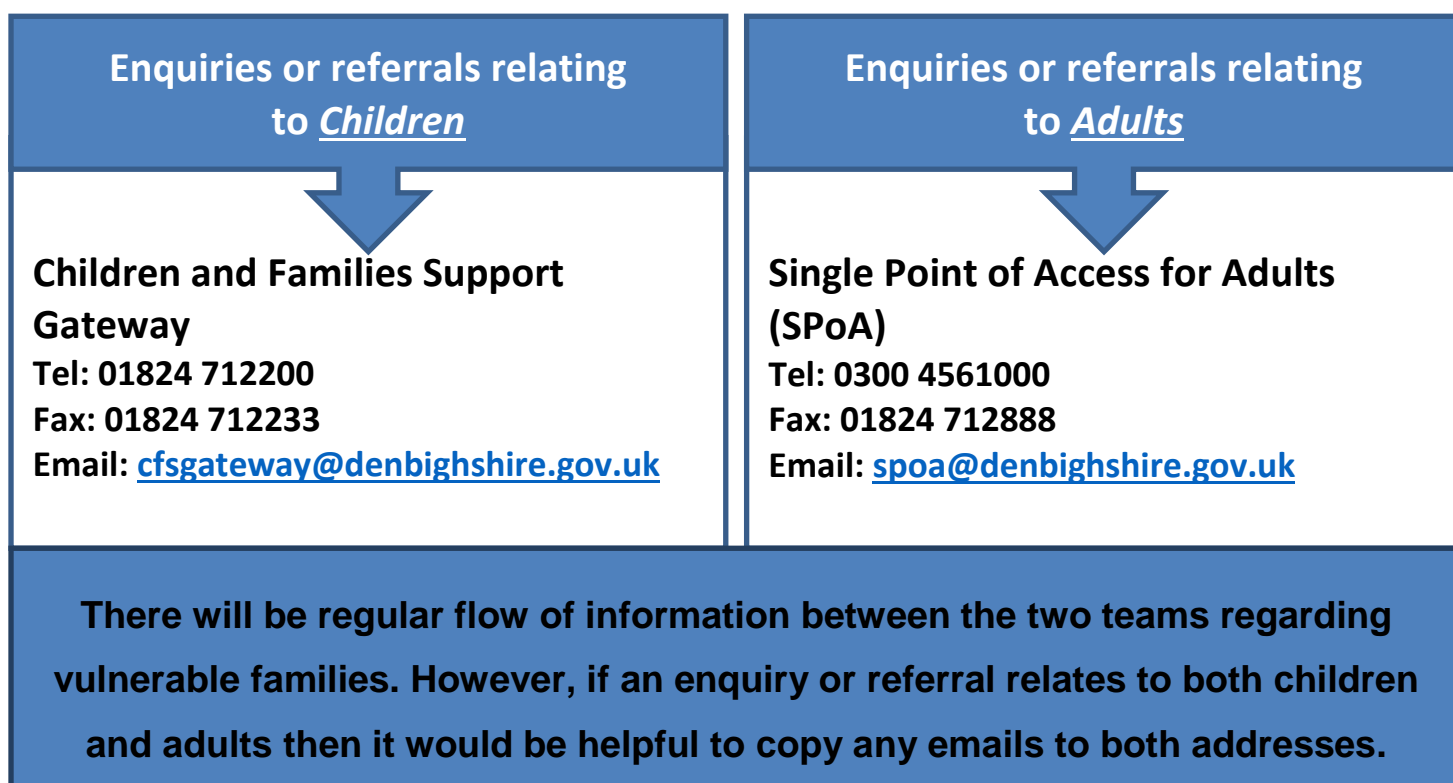 Enquiries or referrals relating
to Children
Children and Families Support
Gateway
Tel: 01824 712200
Fax: 01824 712233
Email: cfsgateway@denbighshire.gov.uk
Enquiries or referrals relating
to Adults
Single Point of Access for Adults
(SPoA)
Tel: 0300 4561000
Fax: 01824 712888
Email: spoa@denbighshire.gov.uk
There will be regular flow of information between the two teams regarding
vulnerable families. However, if an enquiry or referral relates to both children
and adults then it would be helpful to copy any emails to both addresses.